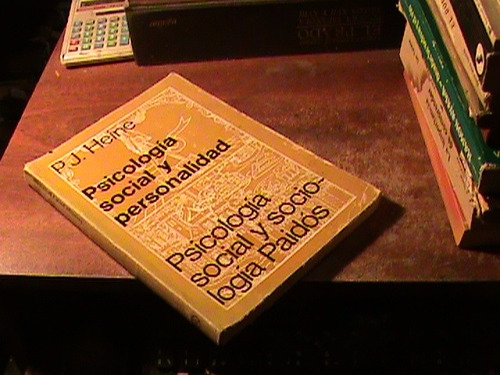 P. J. Heine
Psicología
social y
personalidad
Psicología
social y socio-
logía Paidós